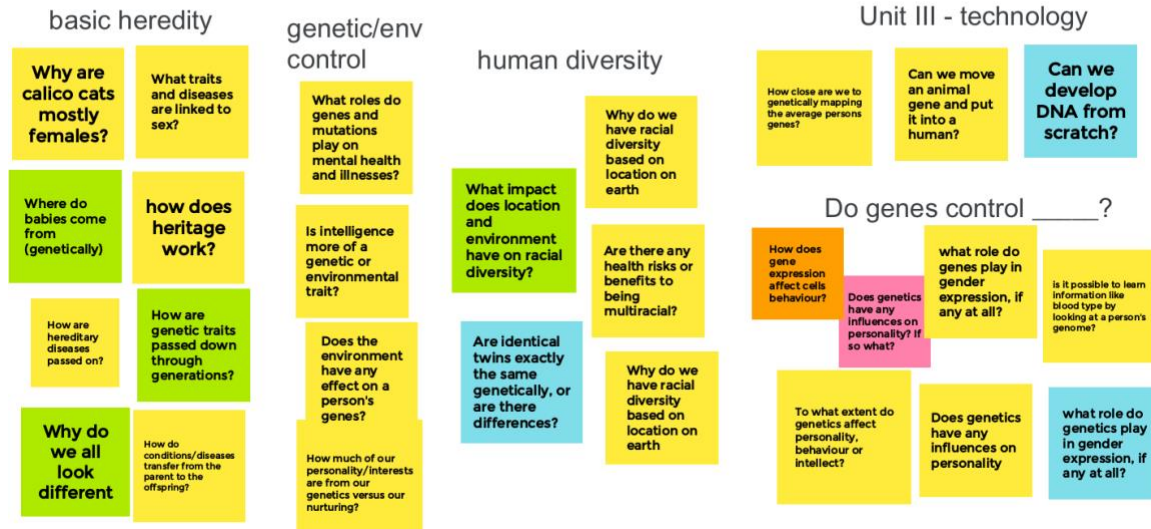 basic heredity
Why are
calico cats
mostly
females?
What traits
and diseases
are linked to
sex?
Where do
babies come
from
(genetically)
how does
heritage
work?
How are
hereditary
diseases
passed on?
How are
genetic traits
passed down
through
generations?
Why do
we all
look
different
How do
conditions/diseases
transfer from the
parent to the
offspring?
genetic/env
control
What roles do
genes and
mutations
play on
mental health
and illnesses?
Is intelligence
more of a
genetic or
environmental
trait?
Does the
environment
have any
effect on a
person's
genes?
How much of our
personality/interests
are from our
genetics versus our
nurturing?
human diversity
What impact
does location
and
environment
have on racial
diversity?
Are identical
twins exactly
the same
genetically, or
are there
differences?
Why do we
have racial
diversity
based on
location on
earth
Are there any
health risks or
benefits to
being
multiracial?
Why do we
have racial
diversity
based on
location on
earth
Unit III - technology
How close are we to
genetically mapping
the average persons
genes?
Can we move
an animal
gene and put
it into a
human?
Can we
develop
DNA from
scratch?
Do genes control _____?
How does
gene
expression
affect cells
behaviour?
Does genetics
have any
influences on
personality? If
so what?
what role do
genes play in
gender
expression, if
any at all?
is it possible to learn
information like
blood type by
looking at a person's
genome?
To what extent do
genetics affect
personality,
behaviour or
intellect?
Does genetics
have any
influences on
personality
what role do
genetics play
in gender
expression, if
any at all?